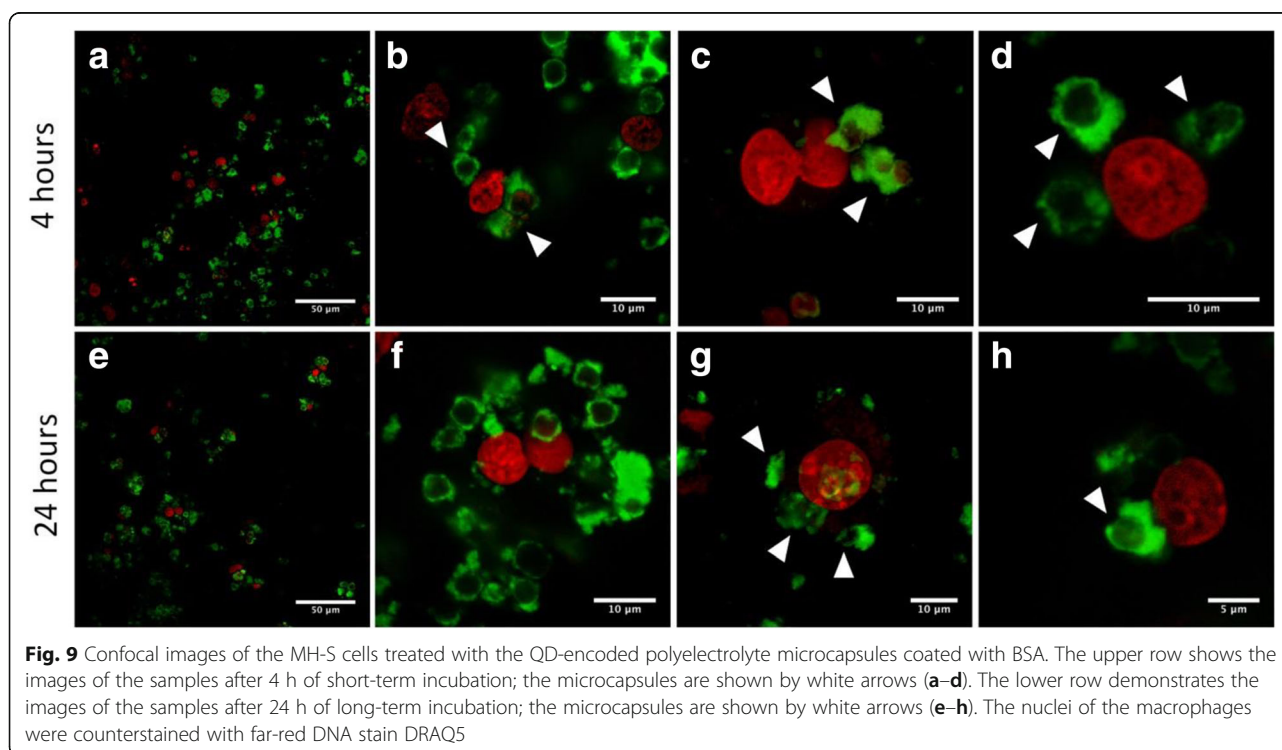 4 hours
a
b
c
d
50 µm
10 µm
10 µm
10 µm
24 hours
e
f
g
h
50 µm
10 µm
10 µm
5 µm
Fig. 9 Confocal images of the MH-S cells treated with the QD-encoded polyelectrolyte microcapsules coated with BSA. The upper row shows the
images of the samples after 4 h of short-term incubation; the microcapsules are shown by white arrows (a–d). The lower row demonstrates the
images of the samples after 24 h of long-term incubation; the microcapsules are shown by white arrows (e–h). The nuclei of the macrophages
were counterstained with far-red DNA stain DRAQ5